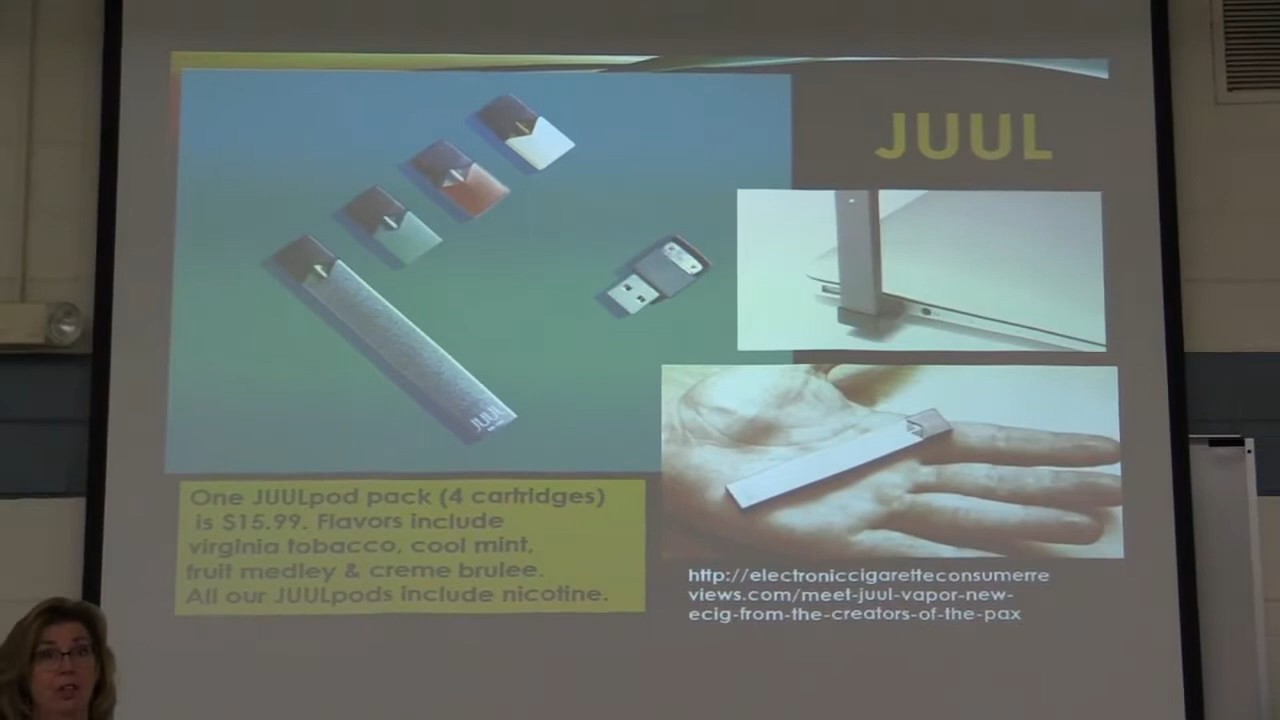 JUUL
JUUL
One JUULpod pack (4 cartridges)
is $15.99. Flavors include
virginia tobacco, cool mint,
fruit medley & creme brulee.
All our JUULpods include nicotine.
http://electroniccigaretteconsumerre
views.com/meet-juul-vapor-new-
ecig-from-the-creators-of-the-pax